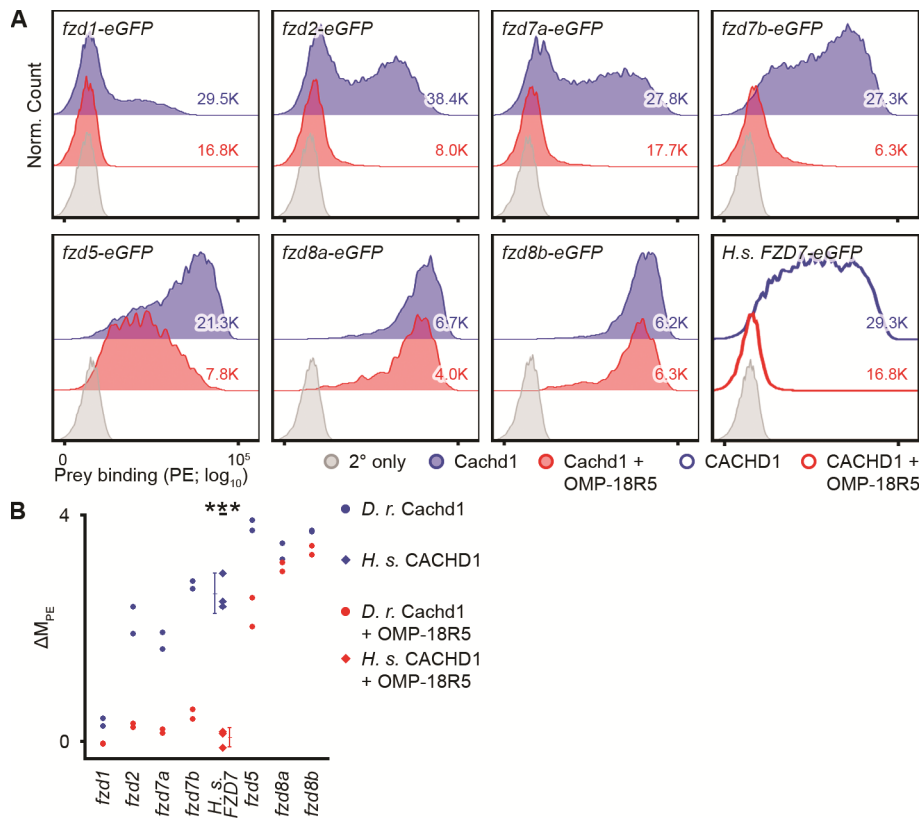 A
fzd1-eGFP
fzd2-eGFP
fzd7a-eGFP
fzd7b-eGFP
Norm. Count
29.5K
38.4K
27.8K
27.3K
16.8K
8.0K
17.7K
6.3K
fzd5-eGFP
fzd8a-eGFP
fzd8b-eGFP
H.s. FZD7-eGFP
21.3K
6.7K
6.2K
29.3K
7.8K
4.0K
6.3K
16.8K
0
10⁵
Prey binding (PE; log₁₀)
2° only
Cachd1
Cachd1 +
OMP-18R5
CACHD1
CACHD1 +
OMP-18R5
B
4
ΔM_PE
0
***
D. r. Cachd1
H. s. CACHD1
D. r. Cachd1
+ OMP-18R5
H. s. CACHD1
+ OMP-18R5
fzd1
fzd2
fzd7a
fzd7b
H. s.
FZD7
fzd5
fzd8a
fzd8b